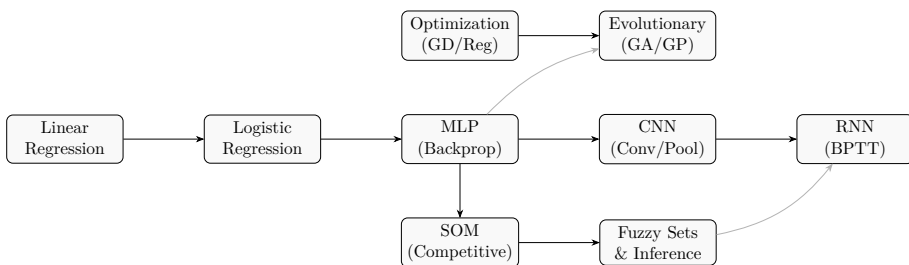 Optimization
(GD/Reg)
Evolutionary
(GA/GP)
Linear
Regression
Logistic
Regression
MLP
(Backprop)
CNN
(Conv/Pool)
RNN
(BPTT)
SOM
(Competitive)
Fuzzy Sets
& Inference